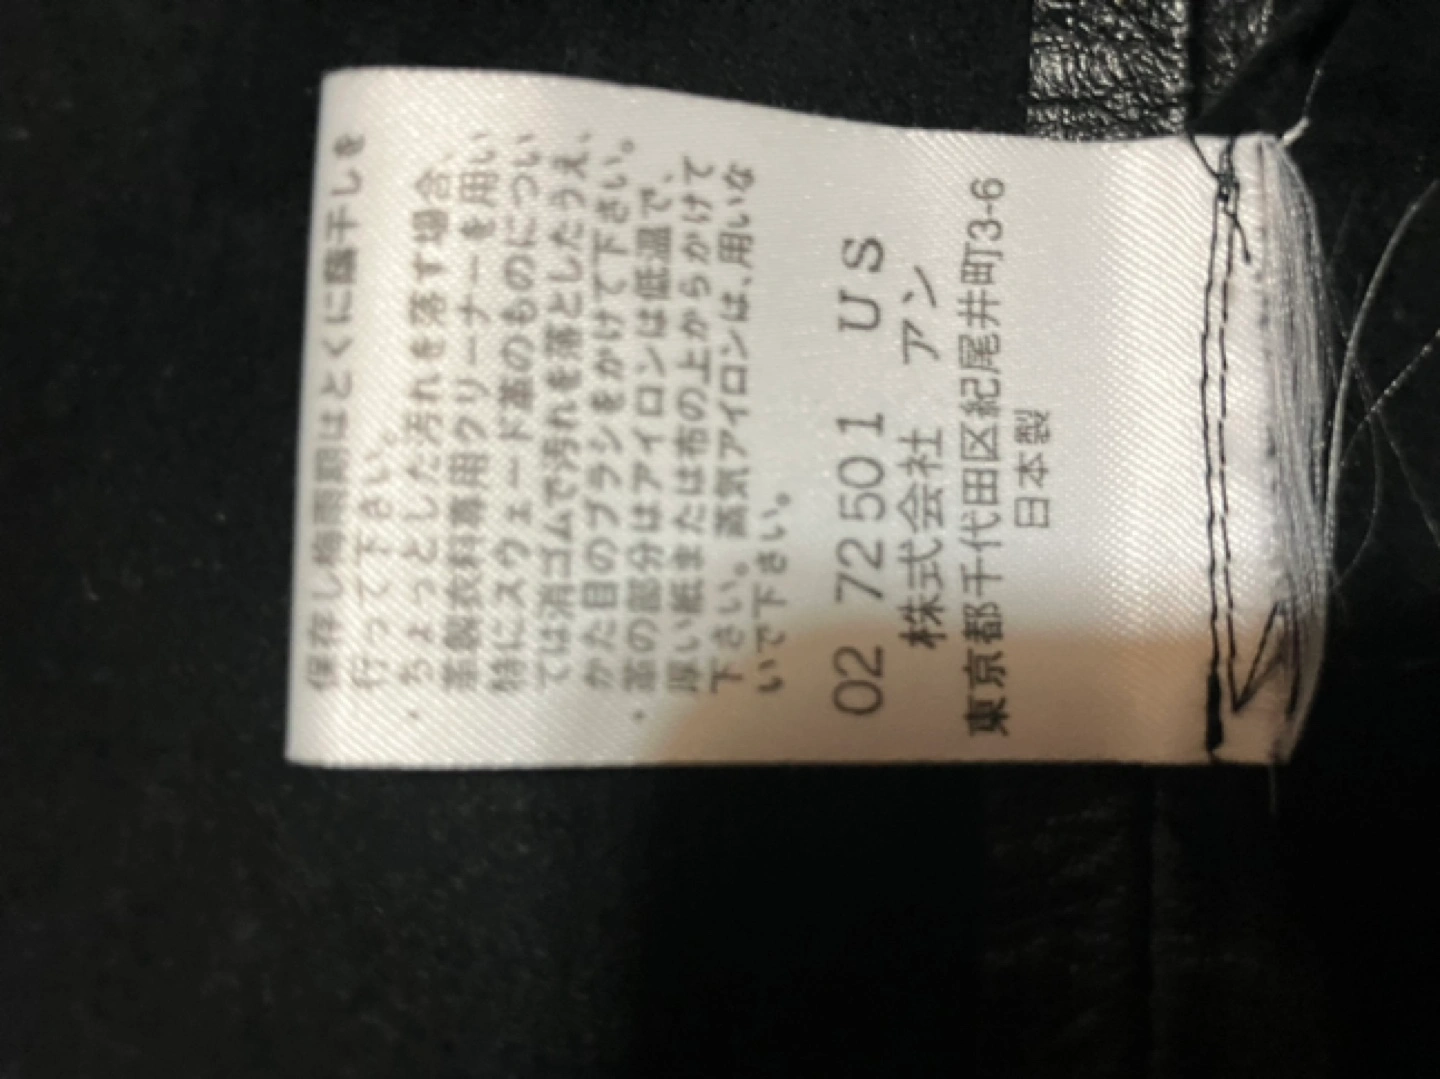 保存し梅雨期はとくに陰干しを
行って下さい。
・ちょっとした汚れを落す場合、
革製衣料専用クリーナーを用い
特にスウェード革のものについ
ては消ゴムで汚れを落としたうえ、
かた目のブラシをかけて下さい。
・革の部分はアイロンは低温で、
厚い紙または布の上からかけて
下さい。蒸気アイロンは、用いな
いで下さい。
02 72501 US
株式会社 アン
東京都千代田区紀尾井町3-6
日本製